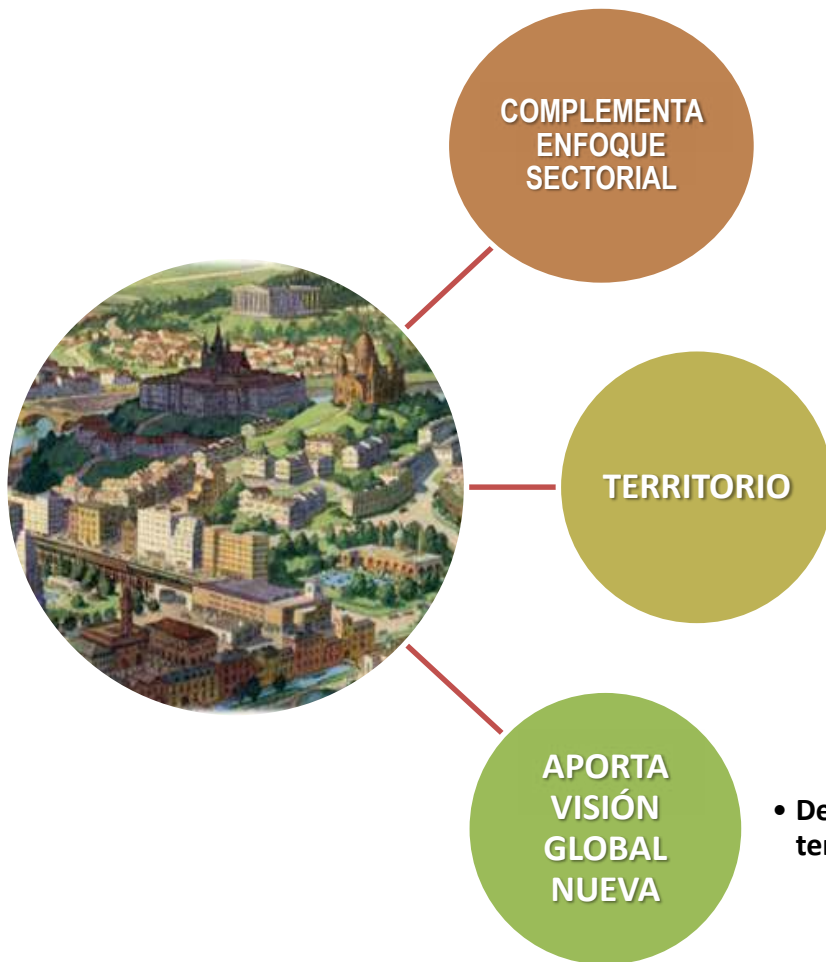 COMPLEMENTA
ENFOQUE
SECTORIAL
TERRITORIO
APORTA
VISIÓN
GLOBAL
NUEVA